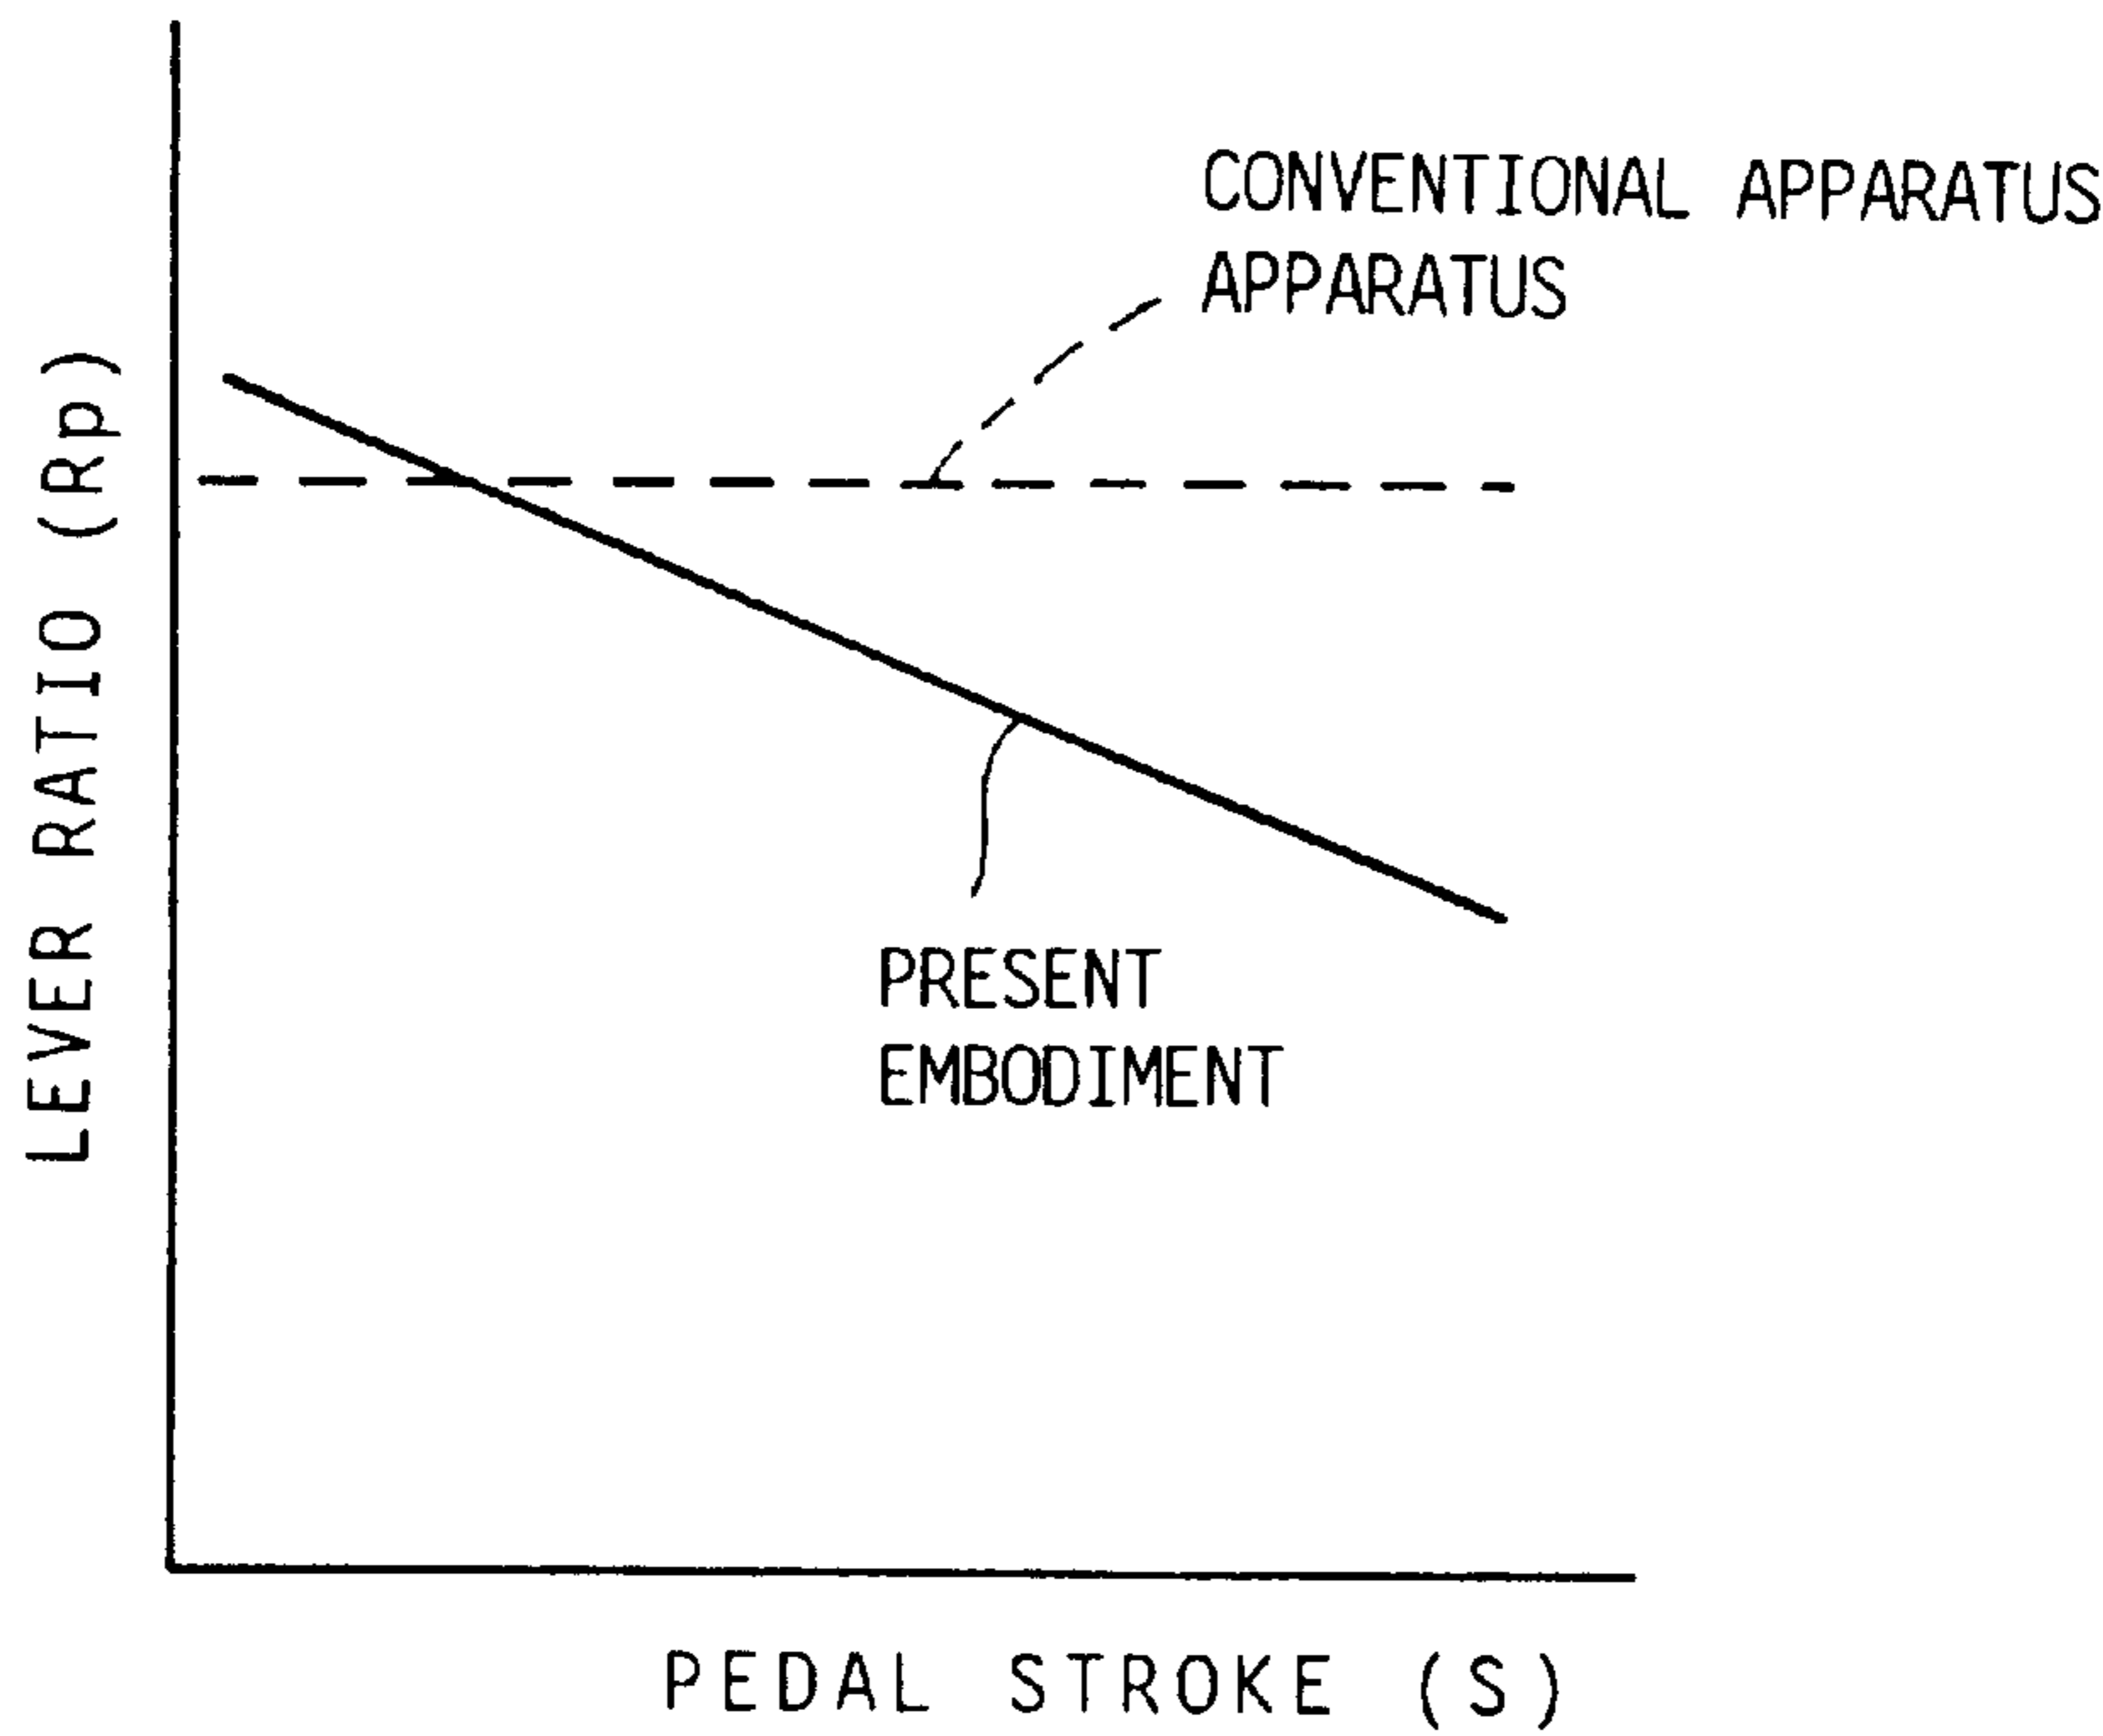 CONVENTIONAL APPARATUS
APPARATUS
LEVER RATIO (Rp)
PRESENT
EMBODIMENT
PEDAL STROKE (S)